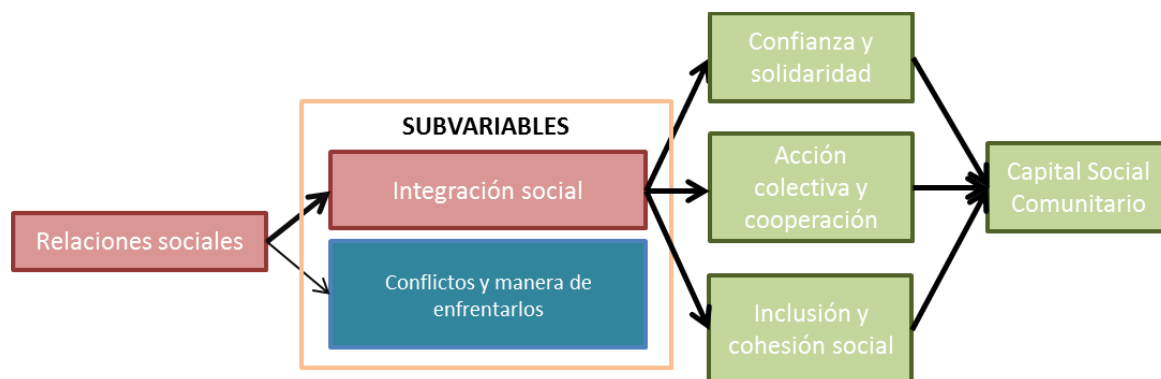 Relaciones sociales
SUBVARIABLES
Integración social
Conflictos y manera de
enfrentarlos
Confianza y
solidaridad
Acción
colectiva y
cooperación
Inclusión y
cohesión social
Capital Social
Comunitario